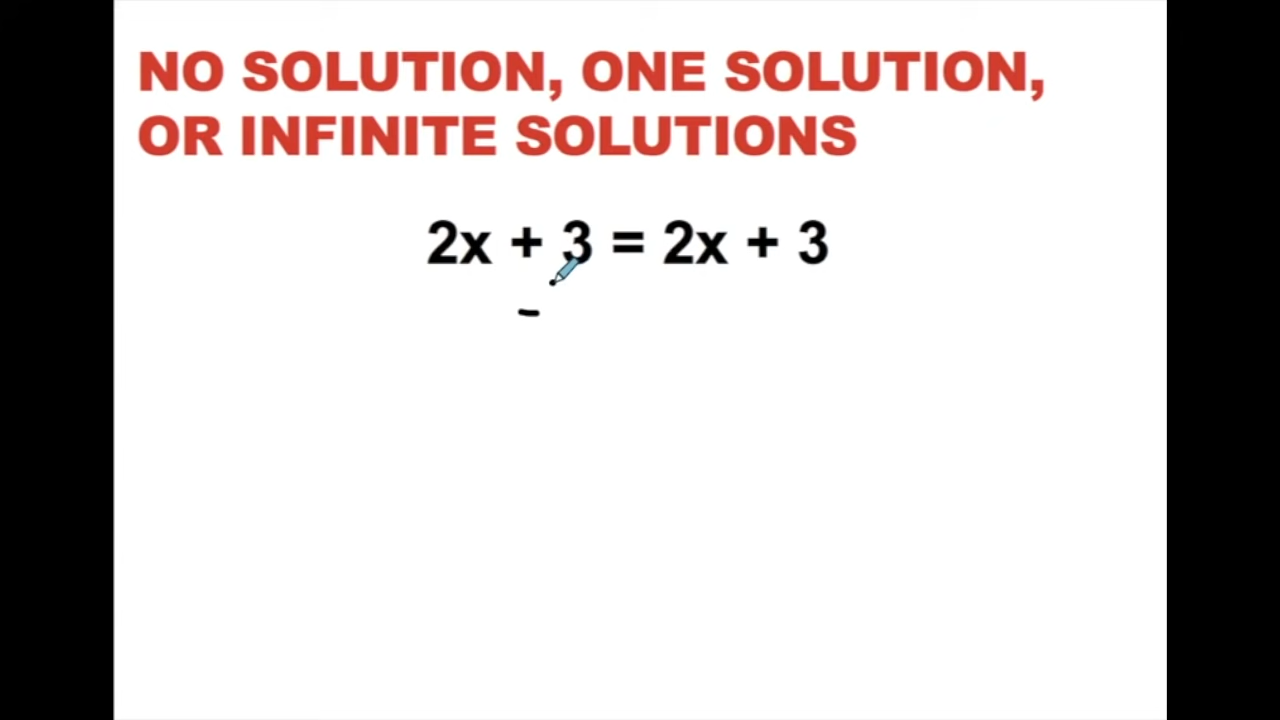 NO SOLUTION, ONE SOLUTION,
OR INFINITE SOLUTIONS
2x + 3 = 2x + 3
-